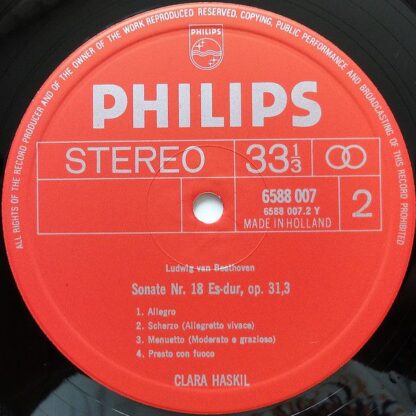 ALL RIGHTS OF THE RECORD PRODUCER AND OF THE OWNER OF THE WORK REPRODUCED RESERVED. COPYING, PUBLIC PERFORMANCE AND BROADCASTING OF THIS RECORD PROHIBITED
PHILIPS
PHILIPS
STEREO 33 1/3
6588 007
6588 007.2 Y
MADE IN HOLLAND
2
Ludwig van Beethoven
Sonate Nr. 18 Es-dur, op. 31,3
1. Allegro
2. Scherzo (Allegretto vivace)
3. Menuetto (Moderato e grazioso)
4. Presto con fuoco
CLARA HASKIL